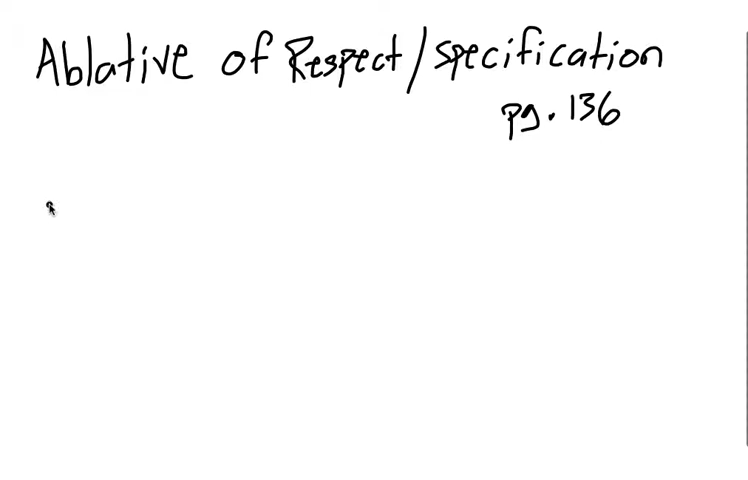 Ablative of Respect/specification
pg. 136